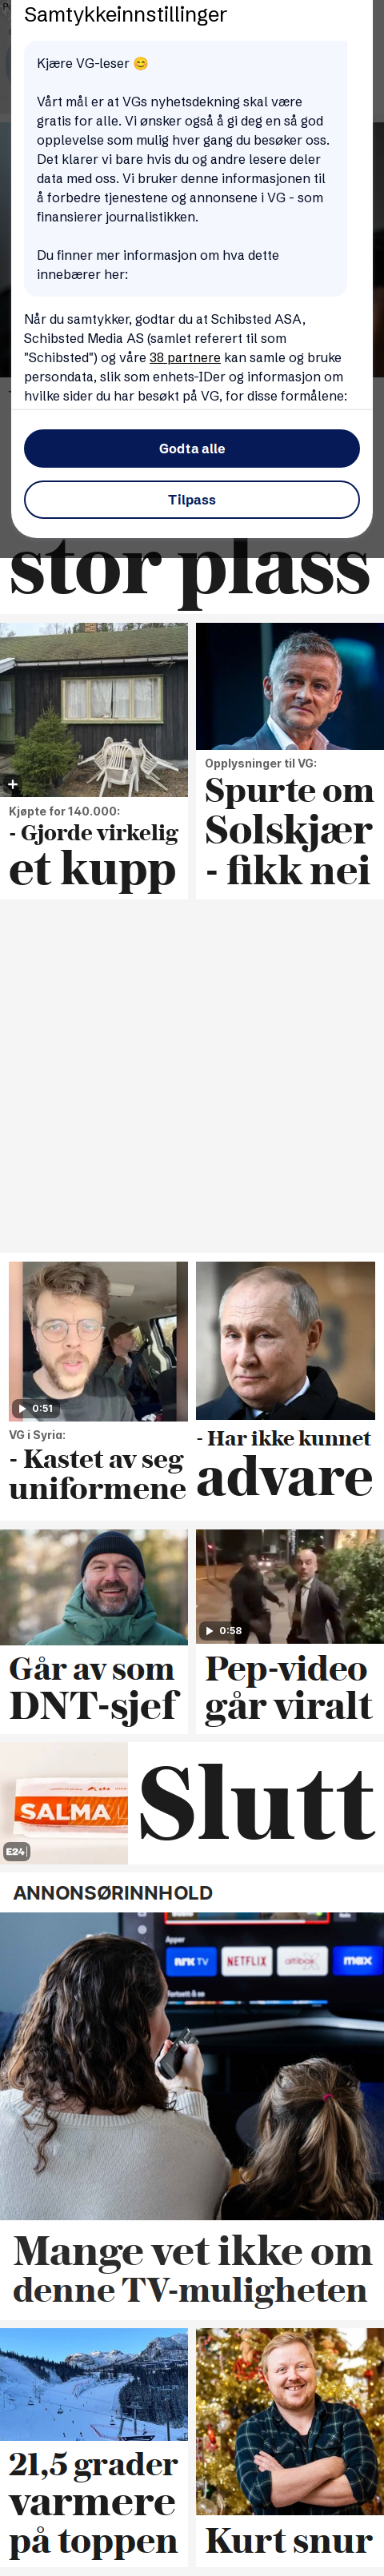 Samtykkeinnstillinger
Kjære VG-leser 😊
Vårt mål er at VGs nyhetsdekning skal være
gratis for alle. Vi ønsker også å gi deg en så god
opplevelse som mulig hver gang du besøker oss.
Det klarer vi bare hvis du og andre lesere deler
data med oss. Vi bruker denne informasjonen til
å forbedre tjenestene og annonsene i VG - som
finansierer journalistikken.
Du finner mer informasjon om hva dette
innebærer her:
Når du samtykker, godtar du at Schibsted ASA,
Schibsted Media AS (samlet referert til som
"Schibsted") og våre 38 partnere kan samle og bruke
persondata, slik som enhets-IDer og informasjon om
hvilke sider du har besøkt på VG, for disse formålene:
Godta alle
Tilpass
stor plass
Kjøpte for 140.000:
- Gjorde virkelig
et kupp
Opplysninger til VG:
Spurte om
Solskjær
- fikk nei
0:51
VG i Syria:
- Kastet av seg
uniformene
- Har ikke kunnet
advare
Går av som
DNT-sjef
0:58
Pep-video
går viralt
SALMA
E24
Slutt
ANNONSØRINNHOLD
Apper
NRK TV
NETFLIX
altibox
max
Mange vet ikke om
denne TV-muligheten
21,5 grader
varmere
på toppen
Kurt snur